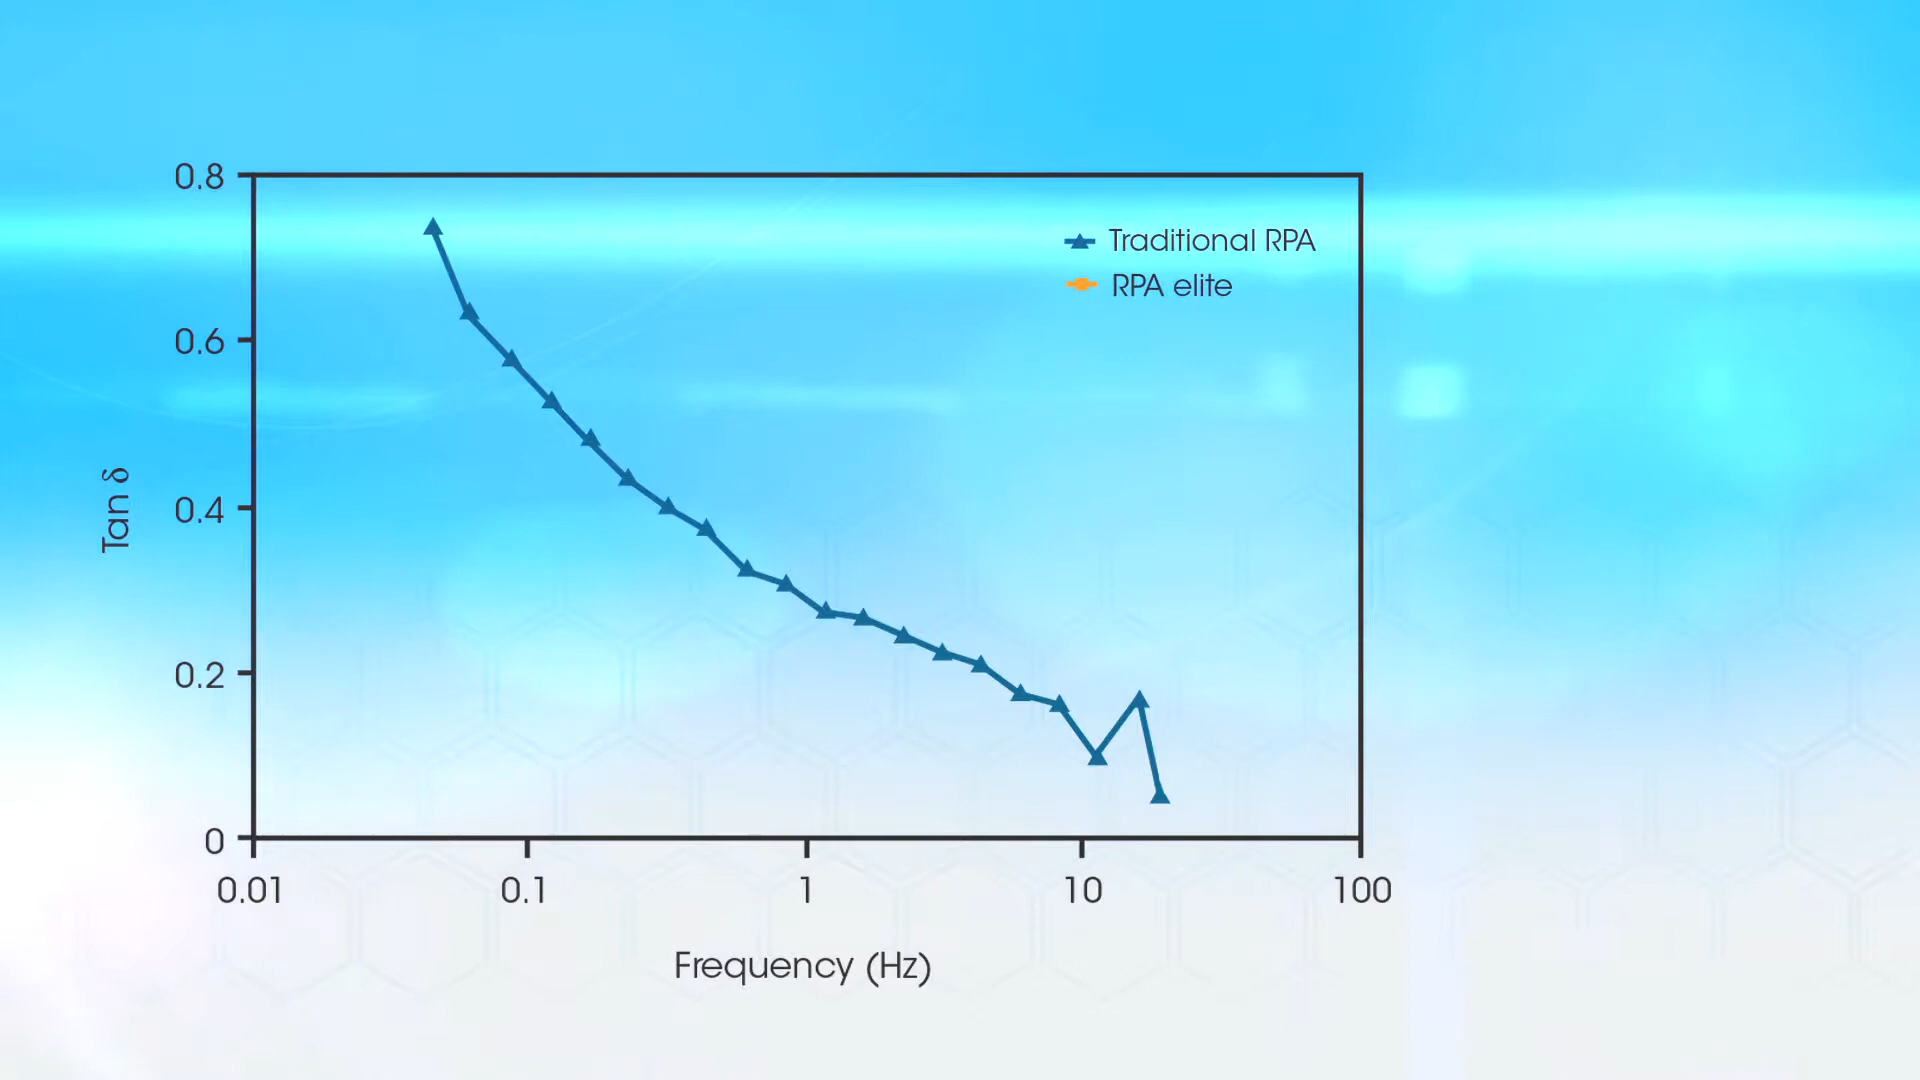 0.8
Traditional RPA
RPA elite
0.6
0.4
Tan δ
0.2
0
0.01
0.1
1
10
100
Frequency (Hz)